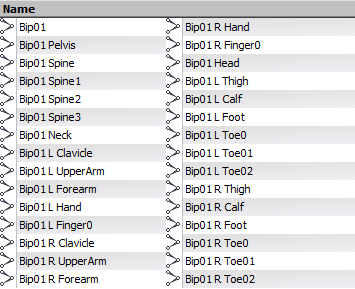 Name
Bip01
Bip01 Pelvis
Bip01 Spine
Bip01 Spine1
Bip01 Spine2
Bip01 Spine3
Bip01 Neck
Bip01 L Clavicle
Bip01 L UpperArm
Bip01 L Forearm
Bip01 L Hand
Bip01 L Finger0
Bip01 R Clavicle
Bip01 R UpperArm
Bip01 R Forearm
Bip01 R Hand
Bip01 R Finger0
Bip01 Head
Bip01 L Thigh
Bip01 L Calf
Bip01 L Foot
Bip01 L Toe0
Bip01 L Toe01
Bip01 L Toe02
Bip01 R Thigh
Bip01 R Calf
Bip01 R Foot
Bip01 R Toe0
Bip01 R Toe01
Bip01 R Toe02